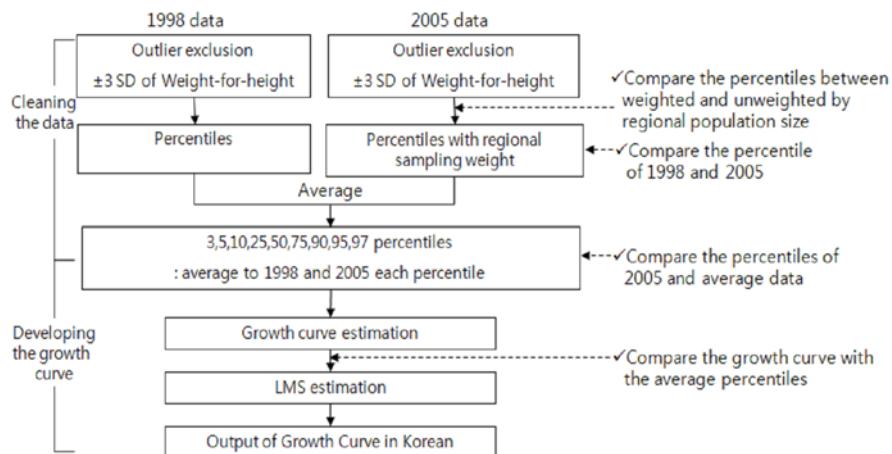 1998 data
2005 data
Outlier exclusion
±3 SD of Weight-for-height
Outlier exclusion
±3 SD of Weight-for-height
✓Compare the percentiles between
weighted and unweighted by
regional population size
Cleaning
the data
Percentiles
Percentiles with regional
sampling weight
✓Compare the percentile
of 1998 and 2005
Average
3,5,10,25,50,75,90,95,97 percentiles
: average to 1998 and 2005 each percentile
✓Compare the percentiles of
2005 and average data
Developing
the growth
curve
Growth curve estimation
✓Compare the growth curve with
the average percentiles
LMS estimation
Output of Growth Curve in Korean